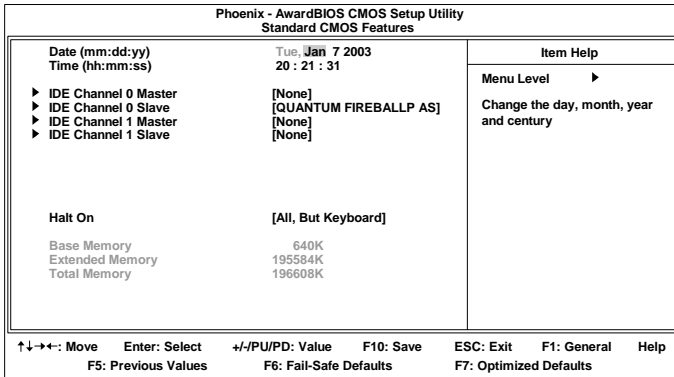 Phoenix - AwardBIOS CMOS Setup Utility
Standard CMOS Features
Date (mm:dd:yy) Tue, Jan 7 2003
Time (hh:mm:ss) 20 : 21 : 31
IDE Channel 0 Master [None]
IDE Channel 0 Slave [QUANTUM FIREBALLP AS]
IDE Channel 1 Master [None]
IDE Channel 1 Slave [None]
Halt On [All, But Keyboard]
Base Memory 640K
Extended Memory 195584K
Total Memory 196608K
Item Help
Menu Level
Change the day, month, year
and century
↑↓→←: Move Enter: Select +/-/PU/PD: Value F10: Save ESC: Exit F1: General Help
F5: Previous Values F6: Fail-Safe Defaults F7: Optimized Defaults